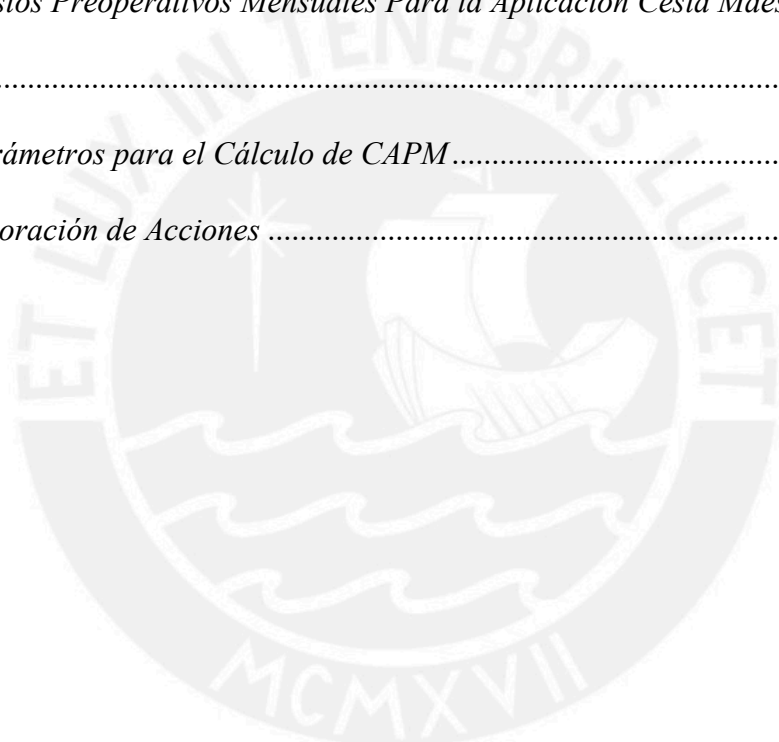 stos Preoperativos Mensuales Para la Aplicación Cesta Maes
................................................................................................
rámetros para el Cálculo de CAPM........................................
oración de Acciones ...............................................................
ET LUX IN TENEBRIS LUCET
MCMXVII